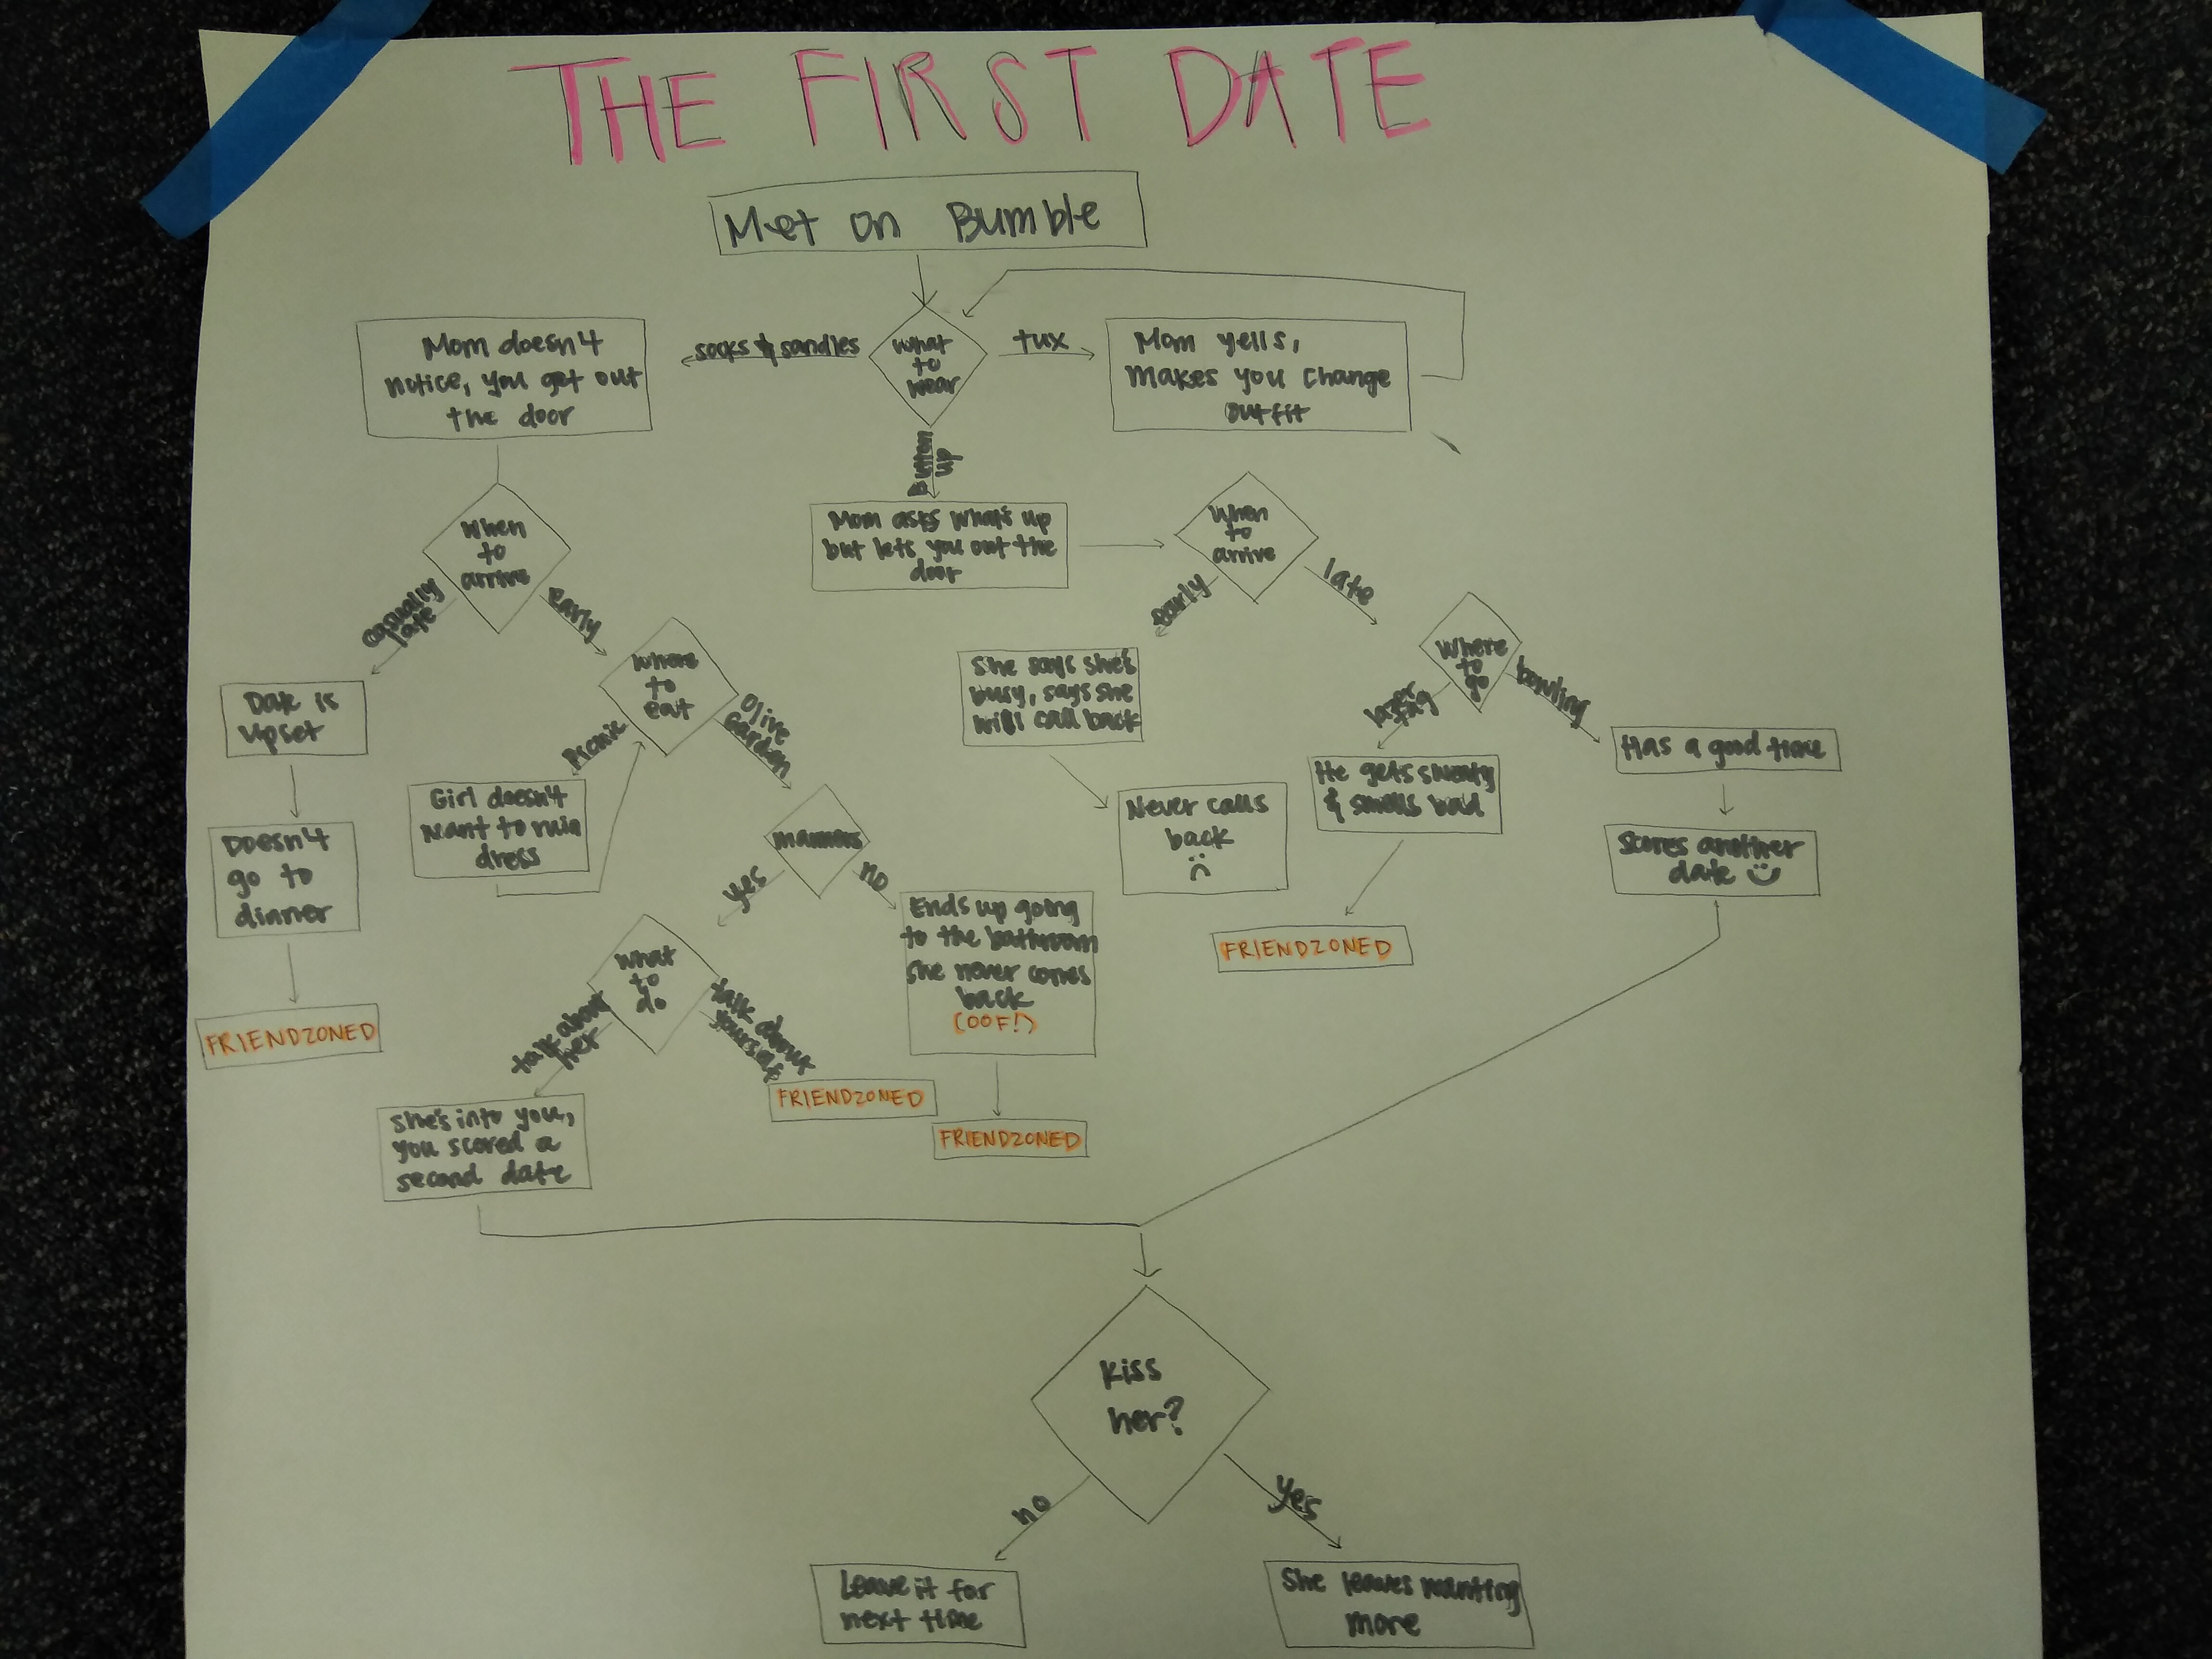 THE FIRST DATE
Met on Bumble
Mom doesn't
notice, you get out
the door
socks & sandles
what
to
wear
tux
Mom yells,
makes you change
outfit
Button
up
When
to
arrive
Mom asks what's up
but lets you out the
door
When
to
arrive
casually
late
early
early
late
Where
to
eat
She says she's
busy, says she
will call back
Where
to
go
Date is
upset
Picnic
Olive
Garden
lazer
tag
bowling
Has a good time
Girl doesn't
want to ruin
dress
Never calls
back
:(
He gets sweaty
& smells bad
Doesn't
go to
dinner
manners
Scores another
date :)
yes
no
Ends up going
to the bathroom
she never comes
back
(OOF!)
FRIENDZONED
What
to
do
FRIENDZONED
talk about
her
talk about
yourself
FRIENDZONED
FRIENDZONED
She's into you,
you scored a
second date
Kiss
her?
no
yes
Leave it for
next time
She leaves wanting
more